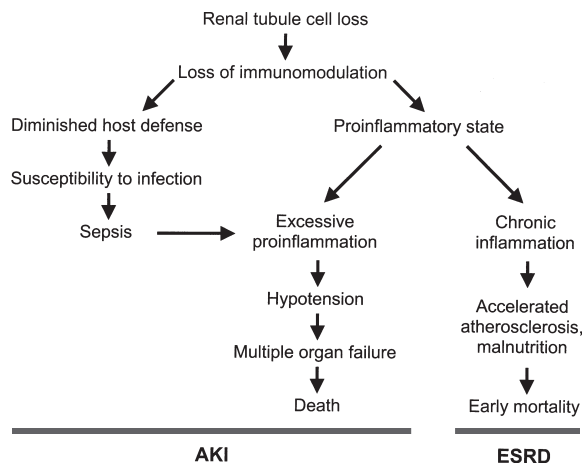 Renal tubule cell loss
Loss of immunomodulation
Diminished host defense
Proinflammatory state
Susceptibility to infection
Sepsis
Excessive
proinflammation
Chronic
inflammation
Hypotension
Accelerated
atherosclerosis,
malnutrition
Multiple organ failure
Death
Early mortality
AKI
ESRD